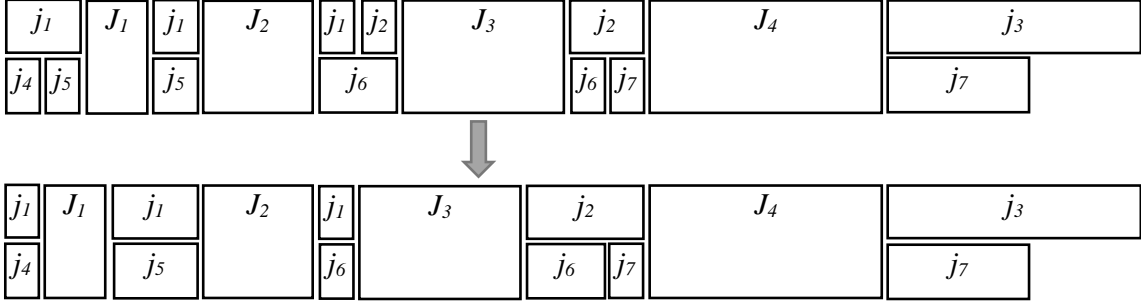 j1 J1 j1 J2 j1 j2 J3 j2 J4 j3
j4 j5 j5 j6 j6 j7 j7
j1 J1 j1 J2 j1 J3 j2 J4 j3
j4 j5 j6 j6 j7 j7